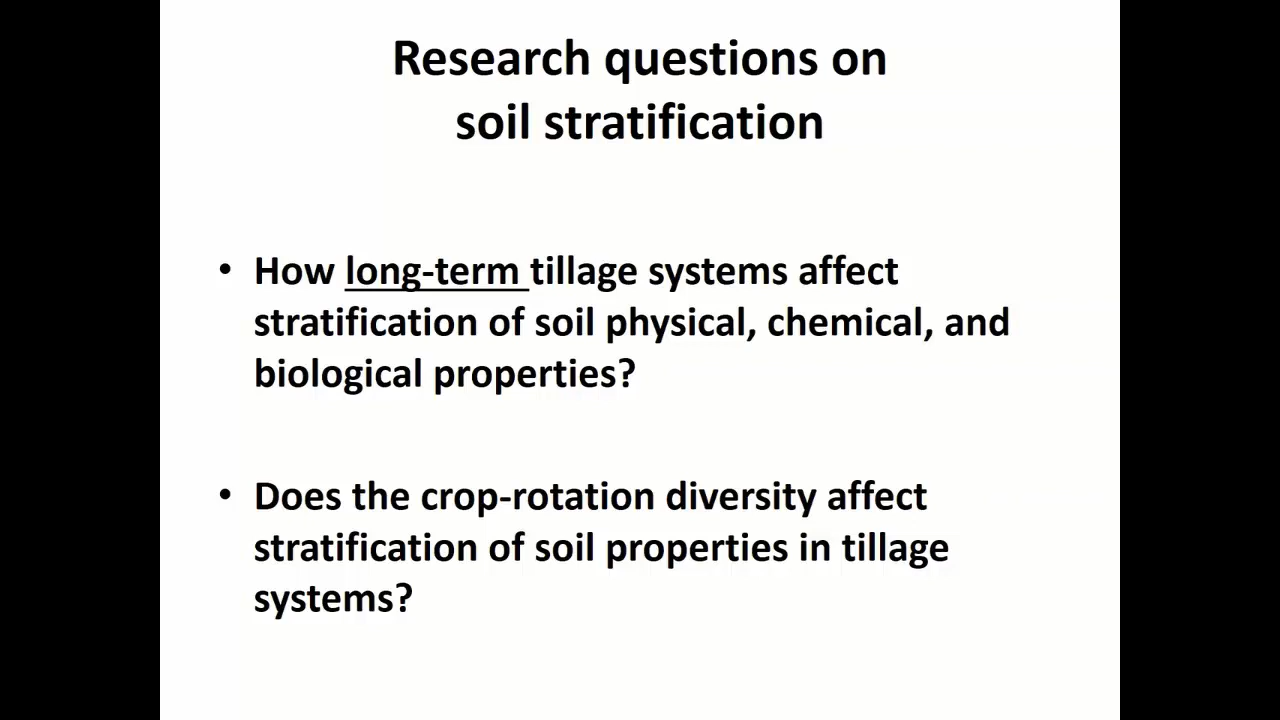 Research questions on
soil stratification
• How long-term tillage systems affect
stratification of soil physical, chemical, and
biological properties?
• Does the crop-rotation diversity affect
stratification of soil properties in tillage
systems?